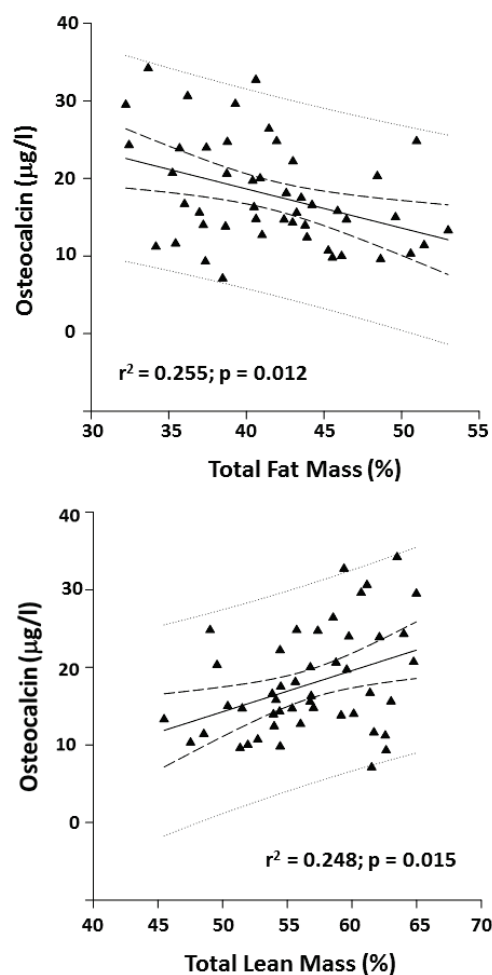 40
30
20
10
0
Osteocalcin (µg/l)
r² = 0.255; p = 0.012
30 35 40 45 50 55
Total Fat Mass (%)
40
30
20
10
0
Osteocalcin (µg/l)
r² = 0.248; p = 0.015
40 45 50 55 60 65 70
Total Lean Mass (%)